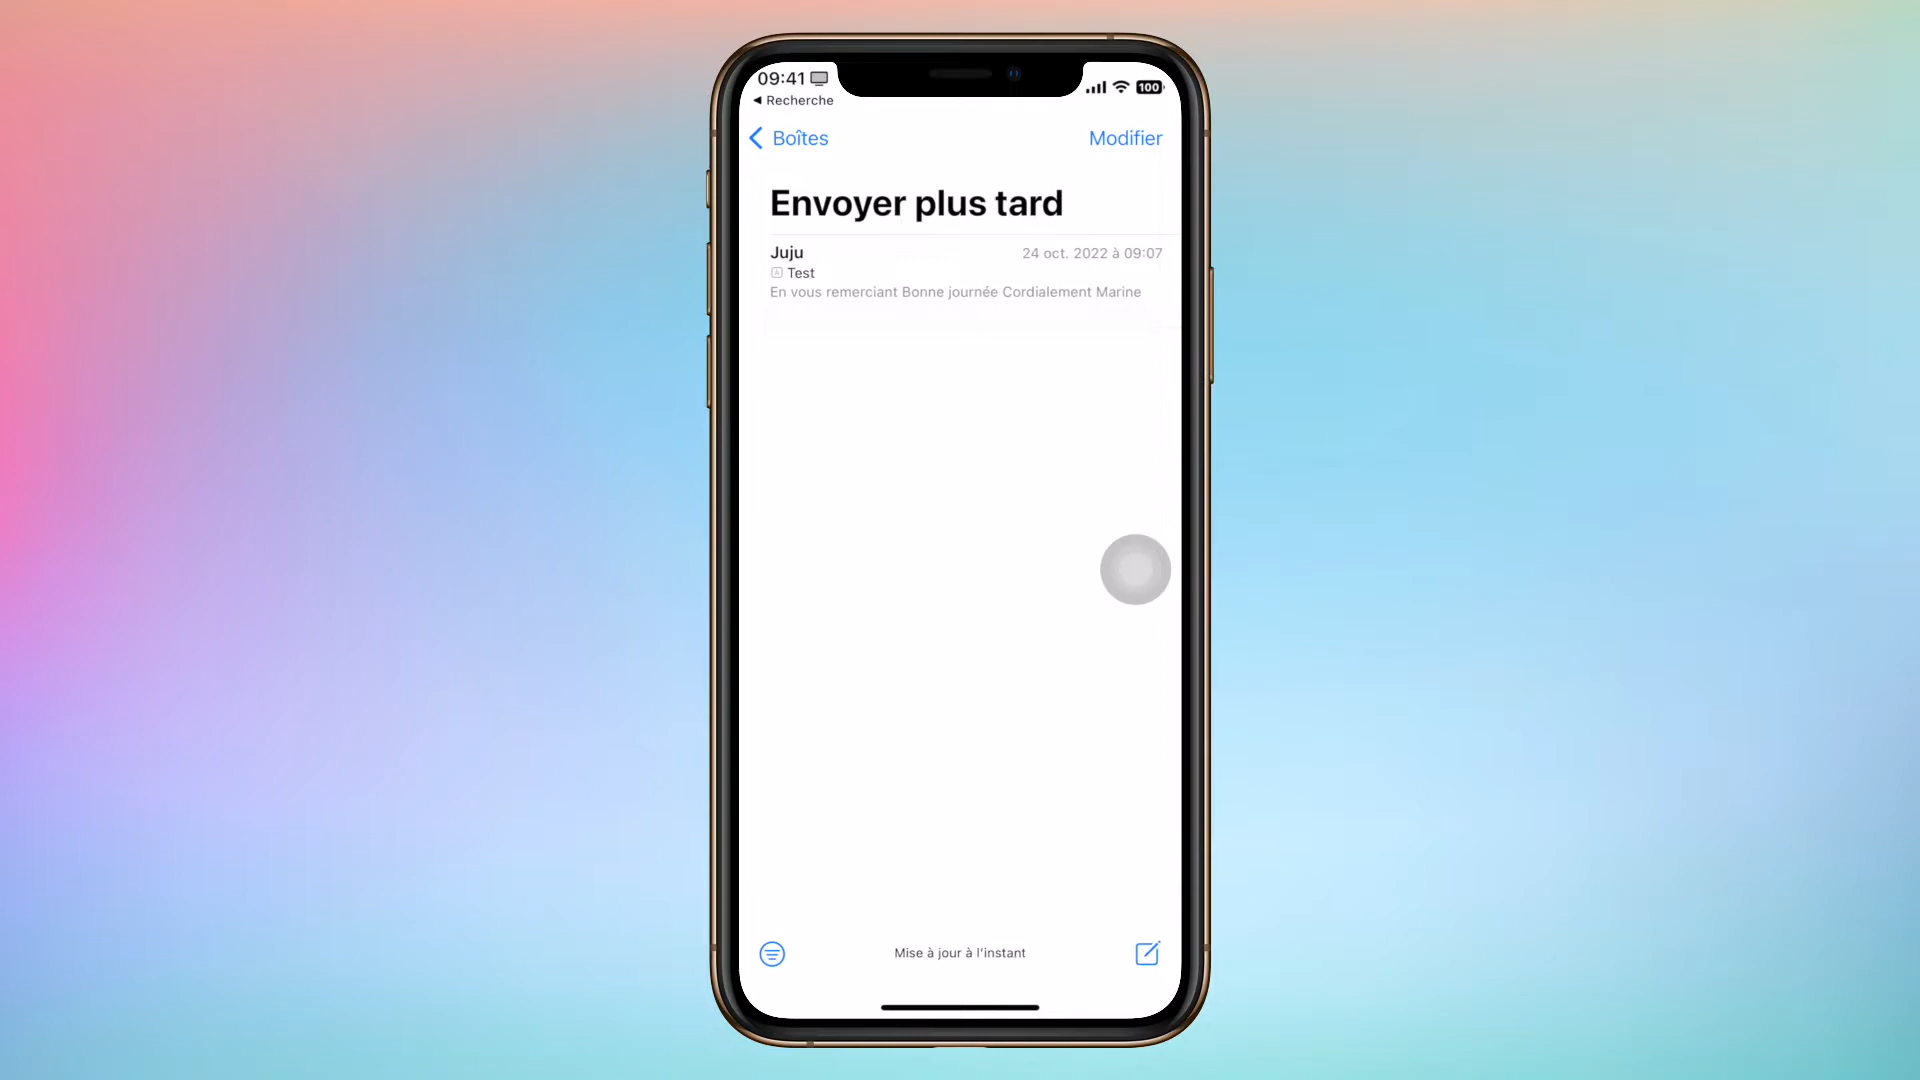 09:41
◀ Recherche
100
Boîtes
Modifier
Envoyer plus tard
Juju
24 oct. 2022 à 09:07
Test
En vous remerciant Bonne journée Cordialement Marine
Mise à jour à l'instant